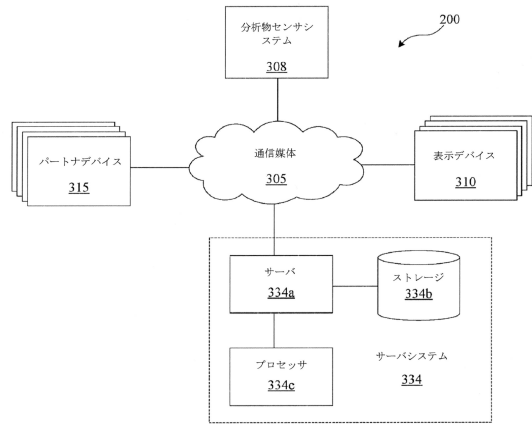 200
分析物センサシ
ステム
308
パートナデバイス
315
通信媒体
305
表示デバイス
310
サーバ
334a
ストレージ
334b
プロセッサ
334c
サーバシステム
334